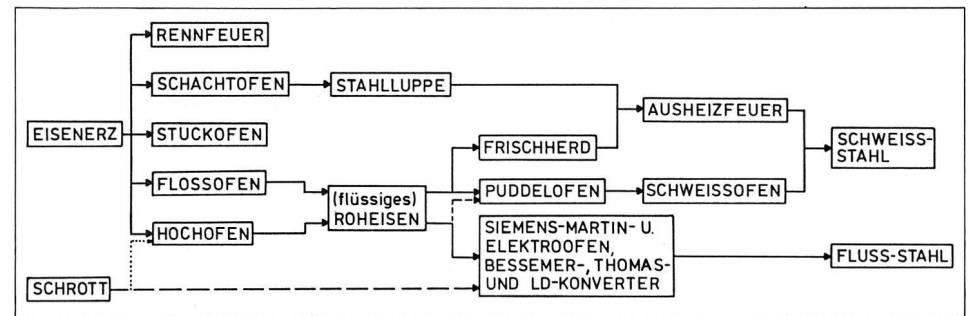 RENNFEUER
SCHACHTOFEN
STAHLLUPPE
AUSHEIZFEUER
EISENERZ
STUCKOFEN
FRISCHHERD
SCHWEISS-
STAHL
FLOSSOFEN
(flüssiges)
ROHEISEN
PUDDELOFEN
SCHWEISSOFEN
HOCHOFEN
SIEMENS-MARTIN- U.
ELEKTROOFEN,
BESSEMER-, THOMAS-
UND LD-KONVERTER
FLUSS-STAHL
SCHROTT